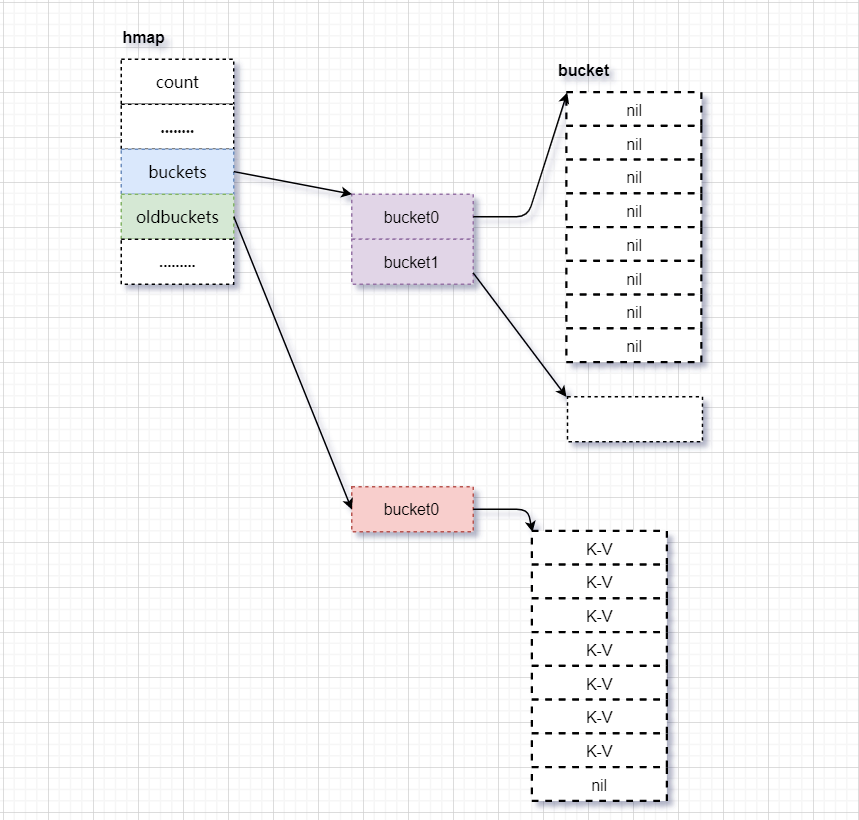 hmap
count
........
buckets
oldbuckets
.........
bucket0
bucket1
bucket
nil
nil
nil
nil
nil
nil
nil
nil
bucket0
K-V
K-V
K-V
K-V
K-V
K-V
K-V
nil